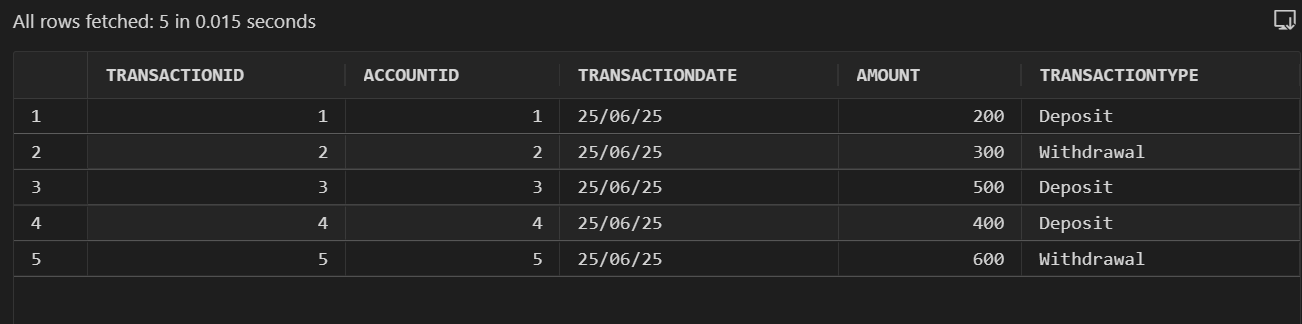 All rows fetched: 5 in 0.015 seconds
TRANSACTIONID ACCOUNTID TRANSACTIONDATE AMOUNT TRANSACTIONTYPE
1 1 1 25/06/25 200 Deposit
2 2 2 25/06/25 300 Withdrawal
3 3 3 25/06/25 500 Deposit
4 4 4 25/06/25 400 Deposit
5 5 5 25/06/25 600 Withdrawal